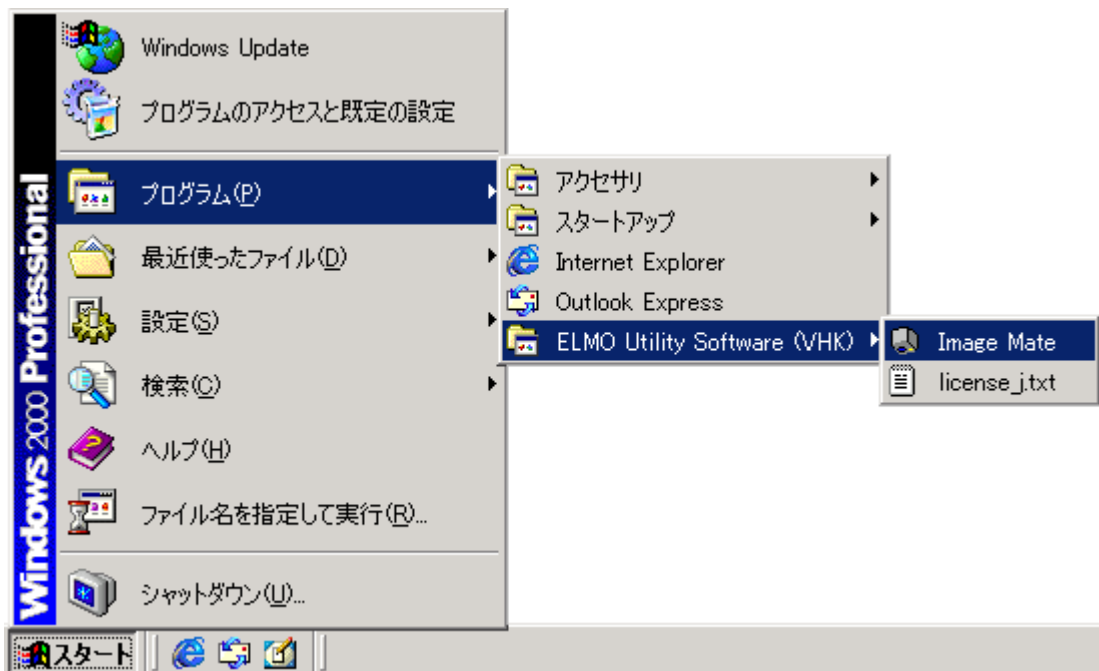 Windows Update
プログラムのアクセスと既定の設定
プログラム(P)
最近使ったファイル(D)
設定(S)
検索(C)
ヘルプ(H)
ファイル名を指定して実行(R)...
シャットダウン(U)...
Windows 2000 Professional
アクセサリ
スタートアップ
Internet Explorer
Outlook Express
ELMO Utility Software (VHK)
Image Mate
license_j.txt
スタート